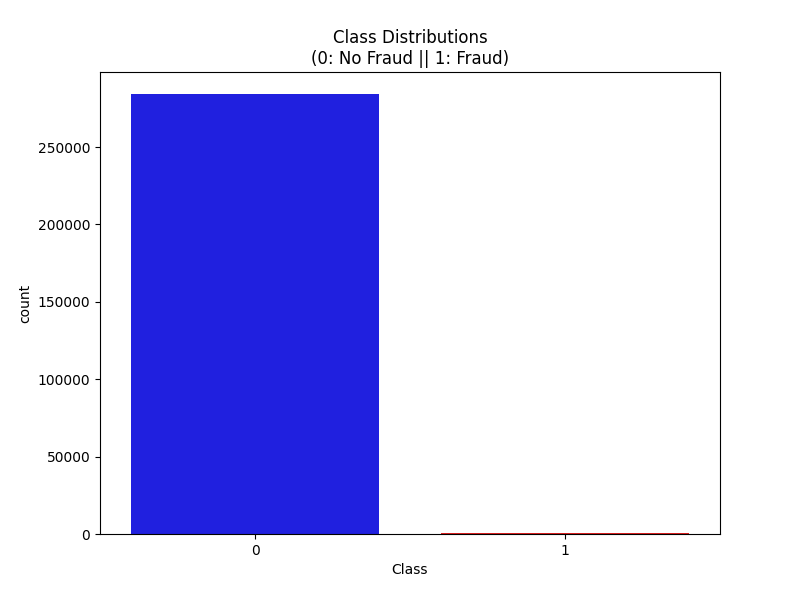 Class Distributions
(0: No Fraud || 1: Fraud)
250000
200000
150000
100000
50000
0
count
0 1
Class